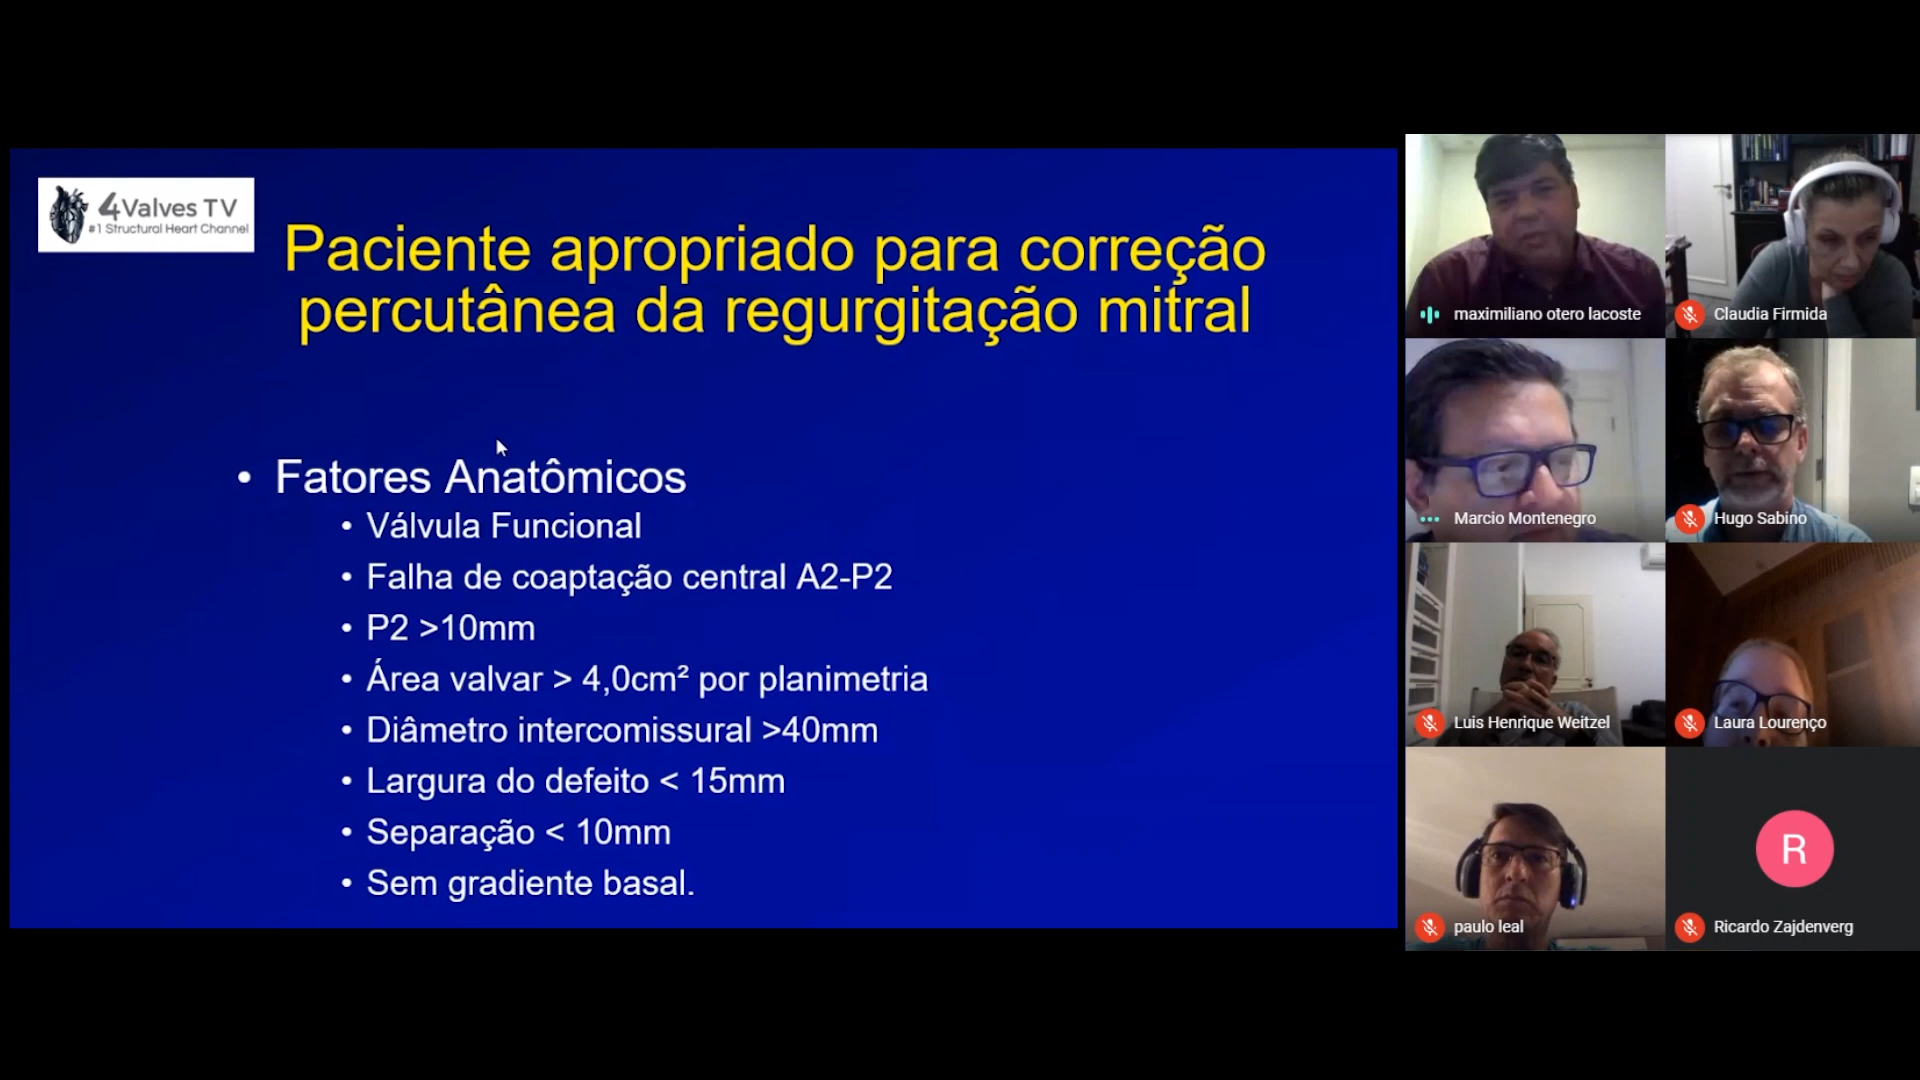 4Valves TV
#1 Structural Heart Channel
Paciente apropriado para correção
percutânea da regurgitação mitral
• Fatores Anatômicos
• Válvula Funcional
• Falha de coaptação central A2-P2
• P2 >10mm
• Área valvar > 4,0cm² por planimetria
• Diâmetro intercomissural >40mm
• Largura do defeito < 15mm
• Separação < 10mm
• Sem gradiente basal.
maximiliano otero lacoste
Claudia Firmida
Marcio Montenegro
Hugo Sabino
Luis Henrique Weitzel
Laura Lourenço
paulo leal
R
Ricardo Zajdenverg